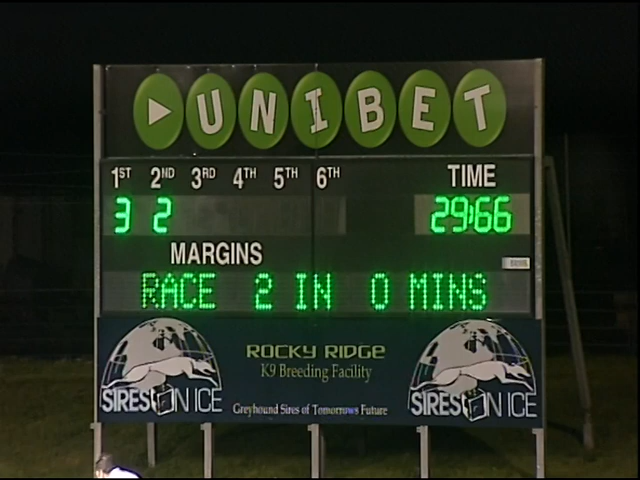 UNIBET
1ST 2ND 3RD 4TH 5TH 6TH TIME
3 2 29:66
MARGINS
RACE 2 IN 0 MINS
ROCKY RIDGE
K9 Breeding Facility
SIRES ON ICE
Greyhound Sires of Tomorrows Future
SIRES ON ICE